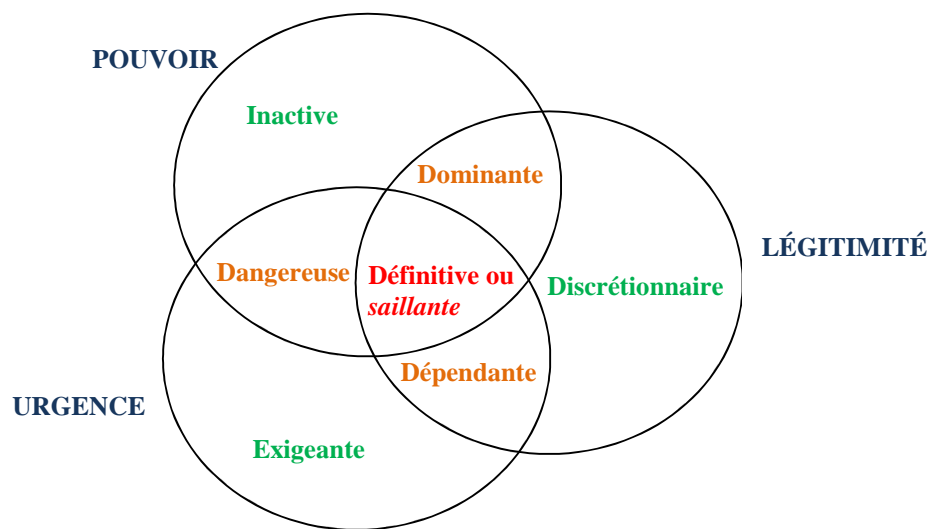 POUVOIR
Inactive
Dominante
LÉGITIMITÉ
Dangereuse
Définitive ou
saillante
Discrétionnaire
Dépendante
URGENCE
Exigeante